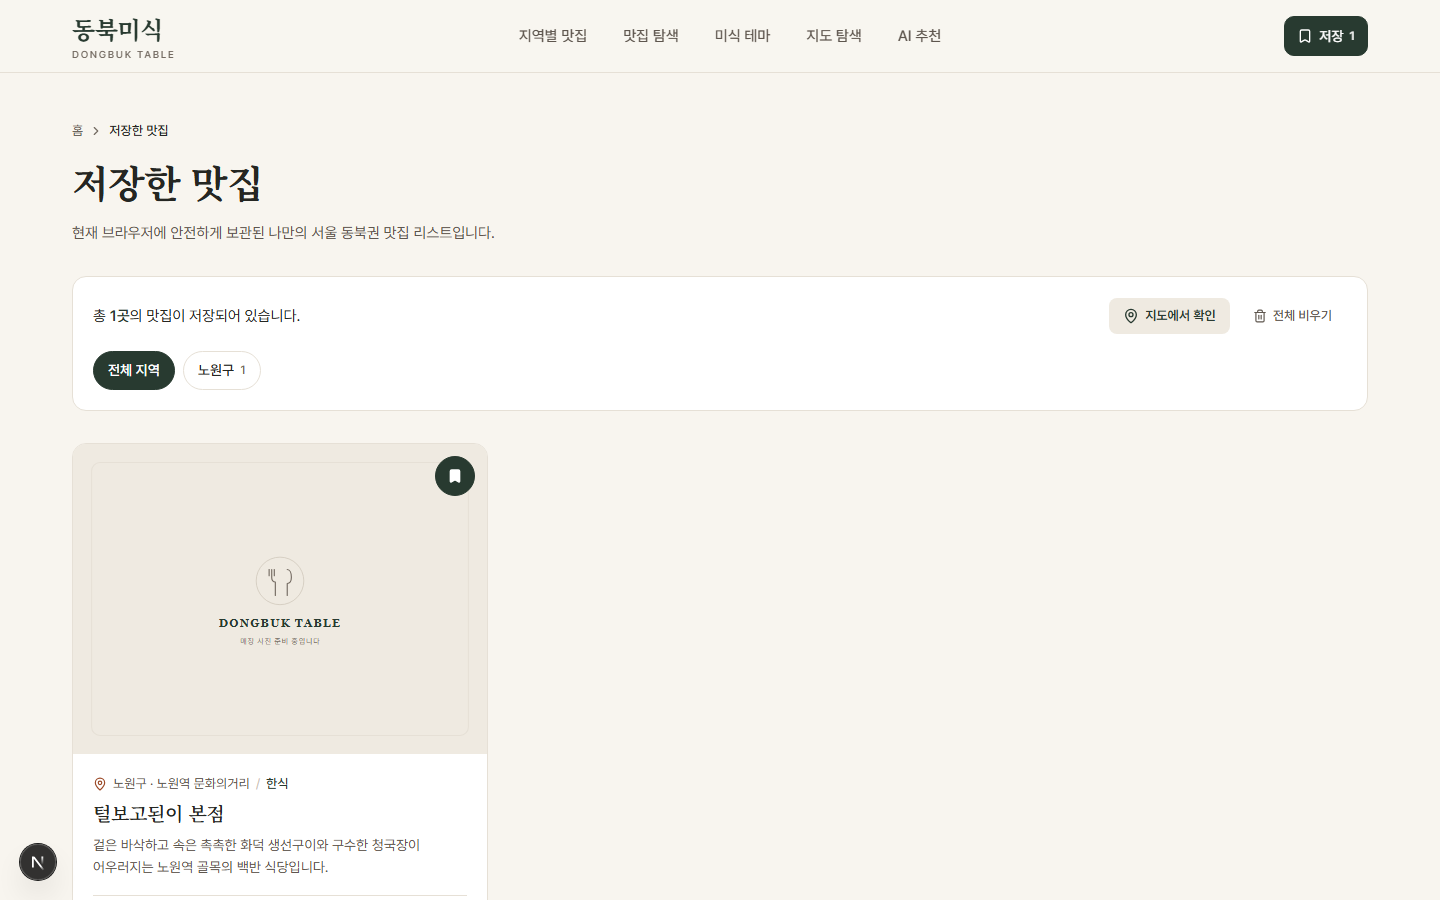 동북미식
DONGBUK TABLE
지역별 맛집
맛집 탐색
미식 테마
지도 탐색
AI 추천
저장 1
홈 > 저장한 맛집
저장한 맛집
현재 브라우저에 안전하게 보관된 나만의 서울 동북권 맛집 리스트입니다.
총 1곳의 맛집이 저장되어 있습니다.
지도에서 확인
전체 비우기
전체 지역
노원구 1
DONGBUK TABLE
매장 사진 준비 중입니다
노원구 · 노원역 문화의거리 / 한식
털보고된이 본점
겉은 바삭하고 속은 촉촉한 화덕 생선구이와 구수한 청국장이
어우러지는 노원역 골목의 백반 식당입니다.
N